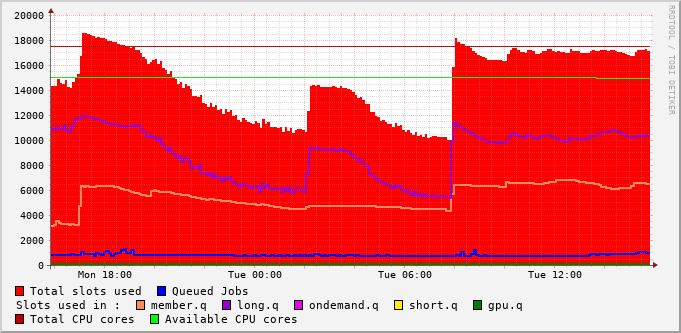 20000
18000
16000
14000
12000
10000
8000
6000
4000
2000
0
Mon 18:00 Tue 00:00 Tue 06:00 Tue 12:00
RRDTOOL / TOBI OETIKER
Total slots used Queued Jobs
Slots used in : member.q long.q ondemand.q short.q gpu.q
Total CPU cores Available CPU cores